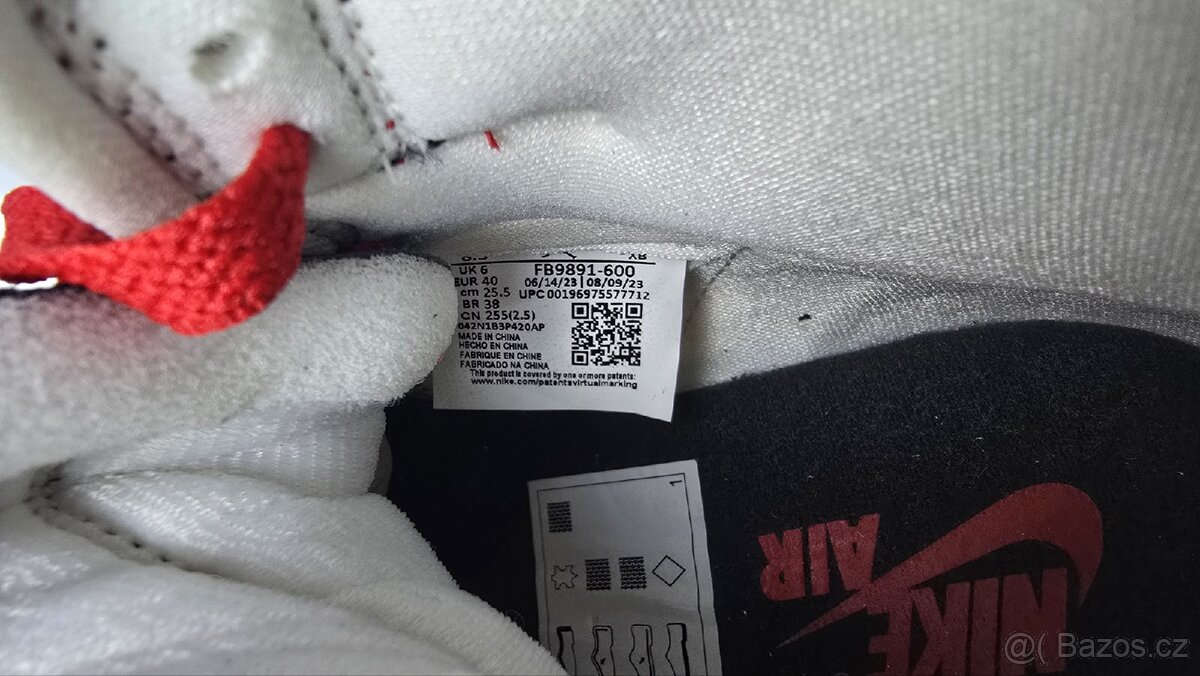 UK 6 FB9891-600
EUR 40 06/14/23 | 08/09/23
cm 25.5 UPC 00196975577712
BR 38
CN 255(2.5)
042N1B3P420AP
MADE IN CHINA
HECHO EN CHINA
FABRIQUE EN CHINE
FABRICADO NA CHINA
This product is covered by one or more patents:
www.nike.com/patentsvirtualmarking
1
NIKE
AIR
@( Bazos.cz